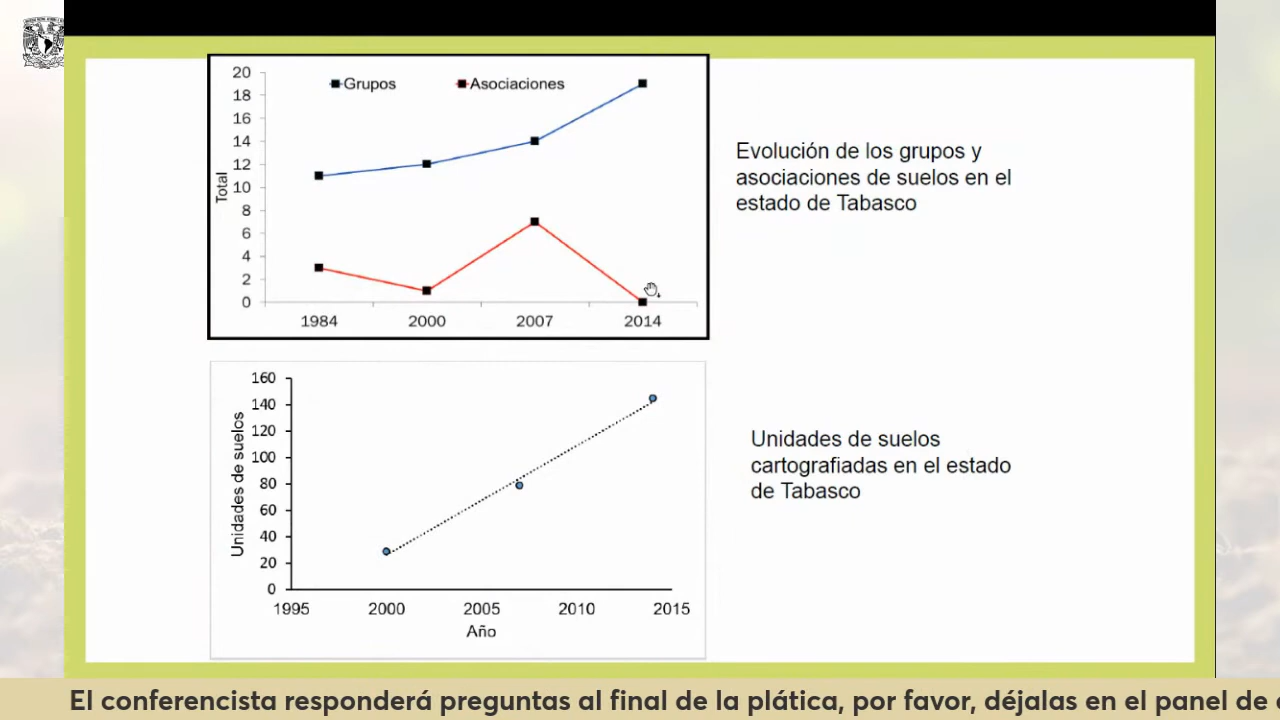 20
18
16
14
12
10
8
6
4
2
0
Total
Grupos
Asociaciones
1984
2000
2007
2014
Evolución de los grupos y
asociaciones de suelos en el
estado de Tabasco
160
140
120
100
80
60
40
20
0
Unidades de suelos
1995
2000
2005
2010
2015
Año
Unidades de suelos
cartografiadas en el estado
de Tabasco
El conferencista responderá preguntas al final de la plática, por favor, déjalas en el panel de